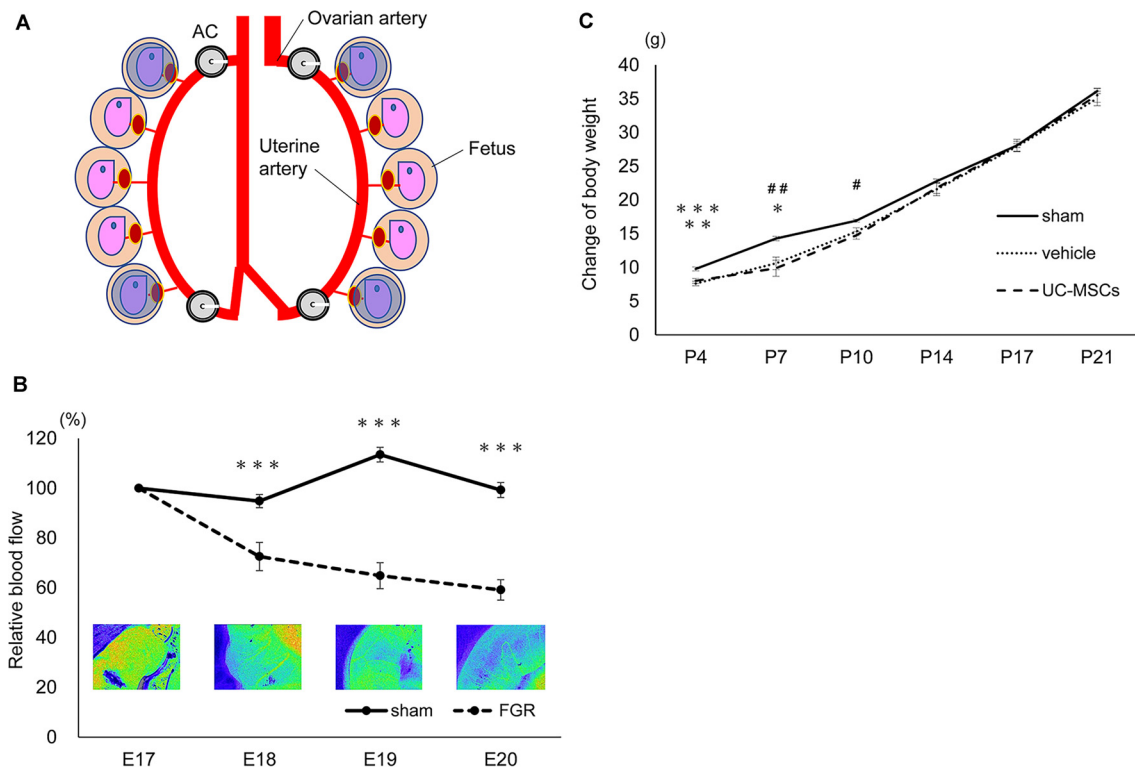 A
AC
Ovarian artery
C
C
Uterine
artery
Fetus
C
C
B
(%)
Relative blood flow
120
100
80
60
40
20
0
***
***
***
sham
FGR
E17
E18
E19
E20
C
(g)
Change of body weight
40
35
30
25
20
15
10
5
0
***
**
##
*
#
sham
vehicle
UC-MSCs
P4
P7
P10
P14
P17
P21